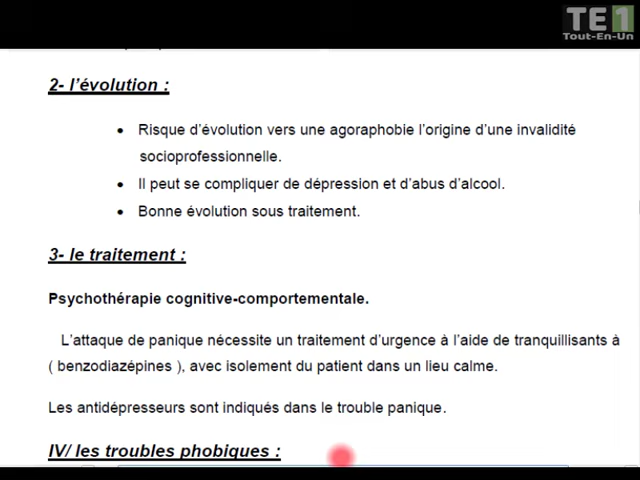 TE1
Tout-En-Un
2- l'évolution :
• Risque d'évolution vers une agoraphobie l'origine d'une invalidité
socioprofessionnelle.
• Il peut se compliquer de dépression et d'abus d'alcool.
• Bonne évolution sous traitement.
3- le traitement :
Psychothérapie cognitive-comportementale.
L'attaque de panique nécessite un traitement d'urgence à l'aide de tranquillisants à
( benzodiazépines ), avec isolement du patient dans un lieu calme.
Les antidépresseurs sont indiqués dans le trouble panique.
IV/ les troubles phobiques :